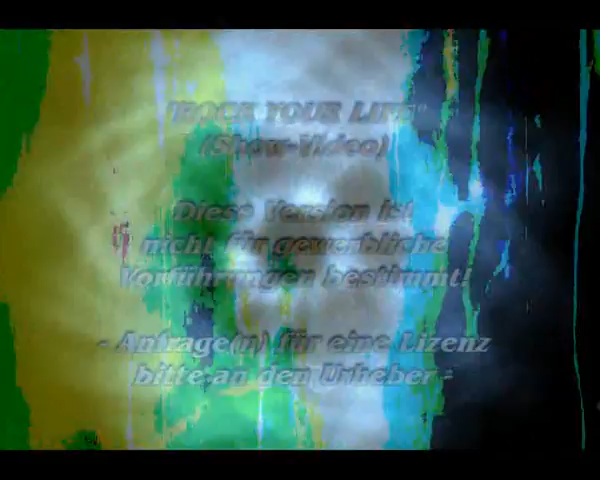 "ROCK YOUR LIFE"
(Show-Video)
Diese Version ist
nicht für gewerbliche
Vorführungen bestimmt!
- Anfrage(n) für eine Lizenz
bitte an den Urheber -